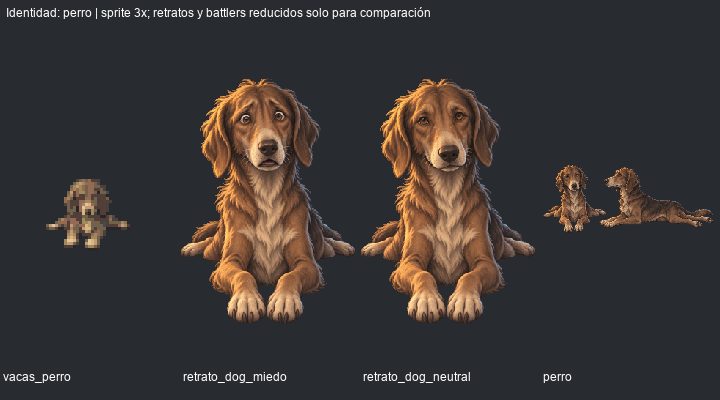 Identidad: perro | sprite 3x; retratos y battlers reducidos solo para comparación
vacas_perro
retrato_dog_miedo
retrato_dog_neutral
perro